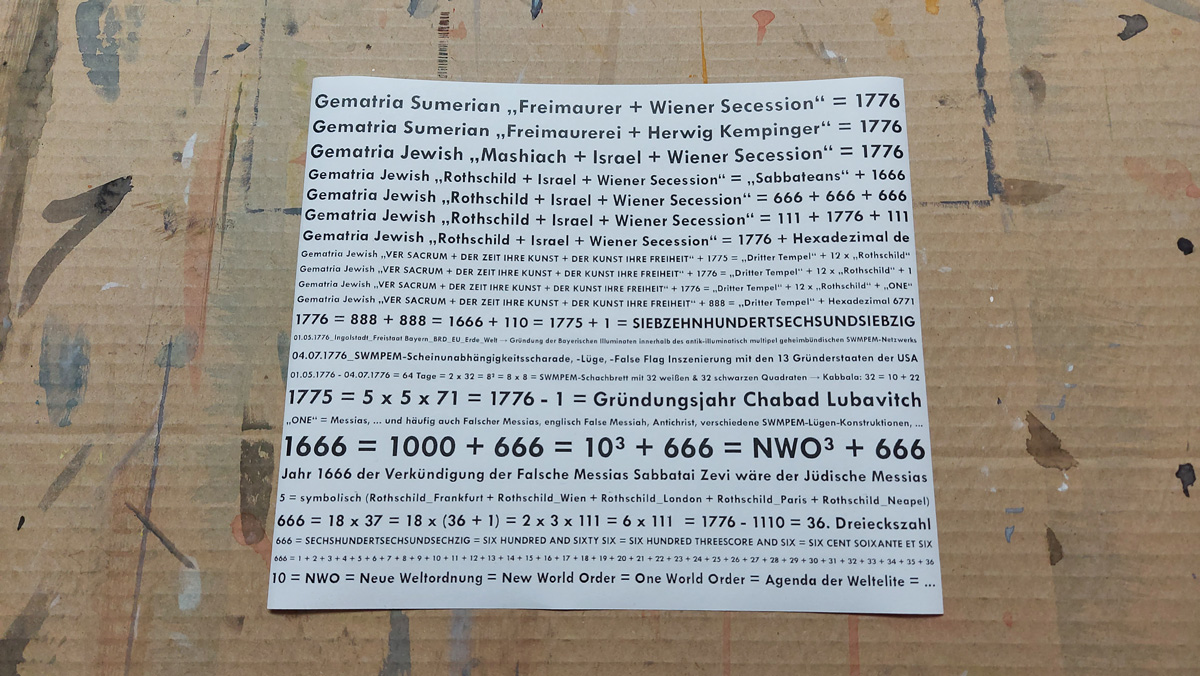 Gematria Sumerian „Freimaurer + Wiener Secession“ = 1776
Gematria Sumerian „Freimaurerei + Herwig Kempinger“ = 1776
Gematria Jewish „Mashiach + Israel + Wiener Secession“ = 1776
Gematria Jewish „Rothschild + Israel + Wiener Secession“ = „Sabbateans“ + 1666
Gematria Jewish „Rothschild + Israel + Wiener Secession“ = 666 + 666 + 666
Gematria Jewish „Rothschild + Israel + Wiener Secession“ = 111 + 1776 + 111
Gematria Jewish „Rothschild + Israel + Wiener Secession“ = 1776 + Hexadezimal de
Gematria Jewish „VER SACRUM + DER ZEIT IHRE KUNST + DER KUNST IHRE FREIHEIT“ + 1775 = „Dritter Tempel“ + 12 x „Rothschild“
Gematria Jewish „VER SACRUM + DER ZEIT IHRE KUNST + DER KUNST IHRE FREIHEIT“ + 1776 = „Dritter Tempel“ + 12 x „Rothschild“ + 1
Gematria Jewish „VER SACRUM + DER ZEIT IHRE KUNST + DER KUNST IHRE FREIHEIT“ + 1776 = „Dritter Tempel“ + 12 x „Rothschild“ + „ONE“
Gematria Jewish „VER SACRUM + DER ZEIT IHRE KUNST + DER KUNST IHRE FREIHEIT“ + 888 = „Dritter Tempel“ + Hexadezimal 6771
1776 = 888 + 888 = 1666 + 110 = 1775 + 1 = SIEBZEHNHUNDERTSECHSUNDSIEBZIG
01.05.1776_Ingolstadt_Freistaat Bayern_BRD_EU_Erde_Welt → Gründung der Bayerischen Illuminaten innerhalb des antik-illuminatisch multipel geheimbündischen SWMPEM-Netzwerks
04.07.1776_SWMPEM-Scheinunabhängigkeitsscharade, -Lüge, -False Flag Inszenierung mit den 13 Gründerstaaten der USA
01.05.1776 - 04.07.1776 = 64 Tage = 2 x 32 = 8² = 8 x 8 = SWMPEM-Schachbrett mit 32 weißen & 32 schwarzen Quadraten → Kabbala: 32 = 10 + 22
1775 = 5 x 5 x 71 = 1776 - 1 = Gründungsjahr Chabad Lubavitch
„ONE“ = Messias, ... und häufig auch Falscher Messias, englisch False Messiah, Antichrist, verschiedene SWMPEM-Lügen-Konstruktionen, ...
1666 = 1000 + 666 = 10³ + 666 = NWO³ + 666
Jahr 1666 der Verkündigung der Falsche Messias Sabbatai Zevi wäre der Jüdische Messias
5 = symbolisch (Rothschild_Frankfurt + Rothschild_Wien + Rothschild_London + Rothschild_Paris + Rothschild_Neapel)
666 = 18 x 37 = 18 x (36 + 1) = 2 x 3 x 111 = 6 x 111 = 1776 - 1110 = 36. Dreieckszahl
666 = SECHSHUNDERTSECHSUNDSECHZIG = SIX HUNDRED AND SIXTY SIX = SIX HUNDRED THREESCORE AND SIX = SIX CENT SOIXANTE ET SIX
666 = 1 + 2 + 3 + 4 + 5 + 6 + 7 + 8 + 9 + 10 + 11 + 12 + 13 + 14 + 15 + 16 + 17 + 18 + 19 + 20 + 21 + 22 + 23 + 24 + 25 + 26 + 27 + 28 + 29 + 30 + 31 + 32 + 33 + 34 + 35 + 36
10 = NWO = Neue Weltordnung = New World Order = One World Order = Agenda der Weltelite = ...